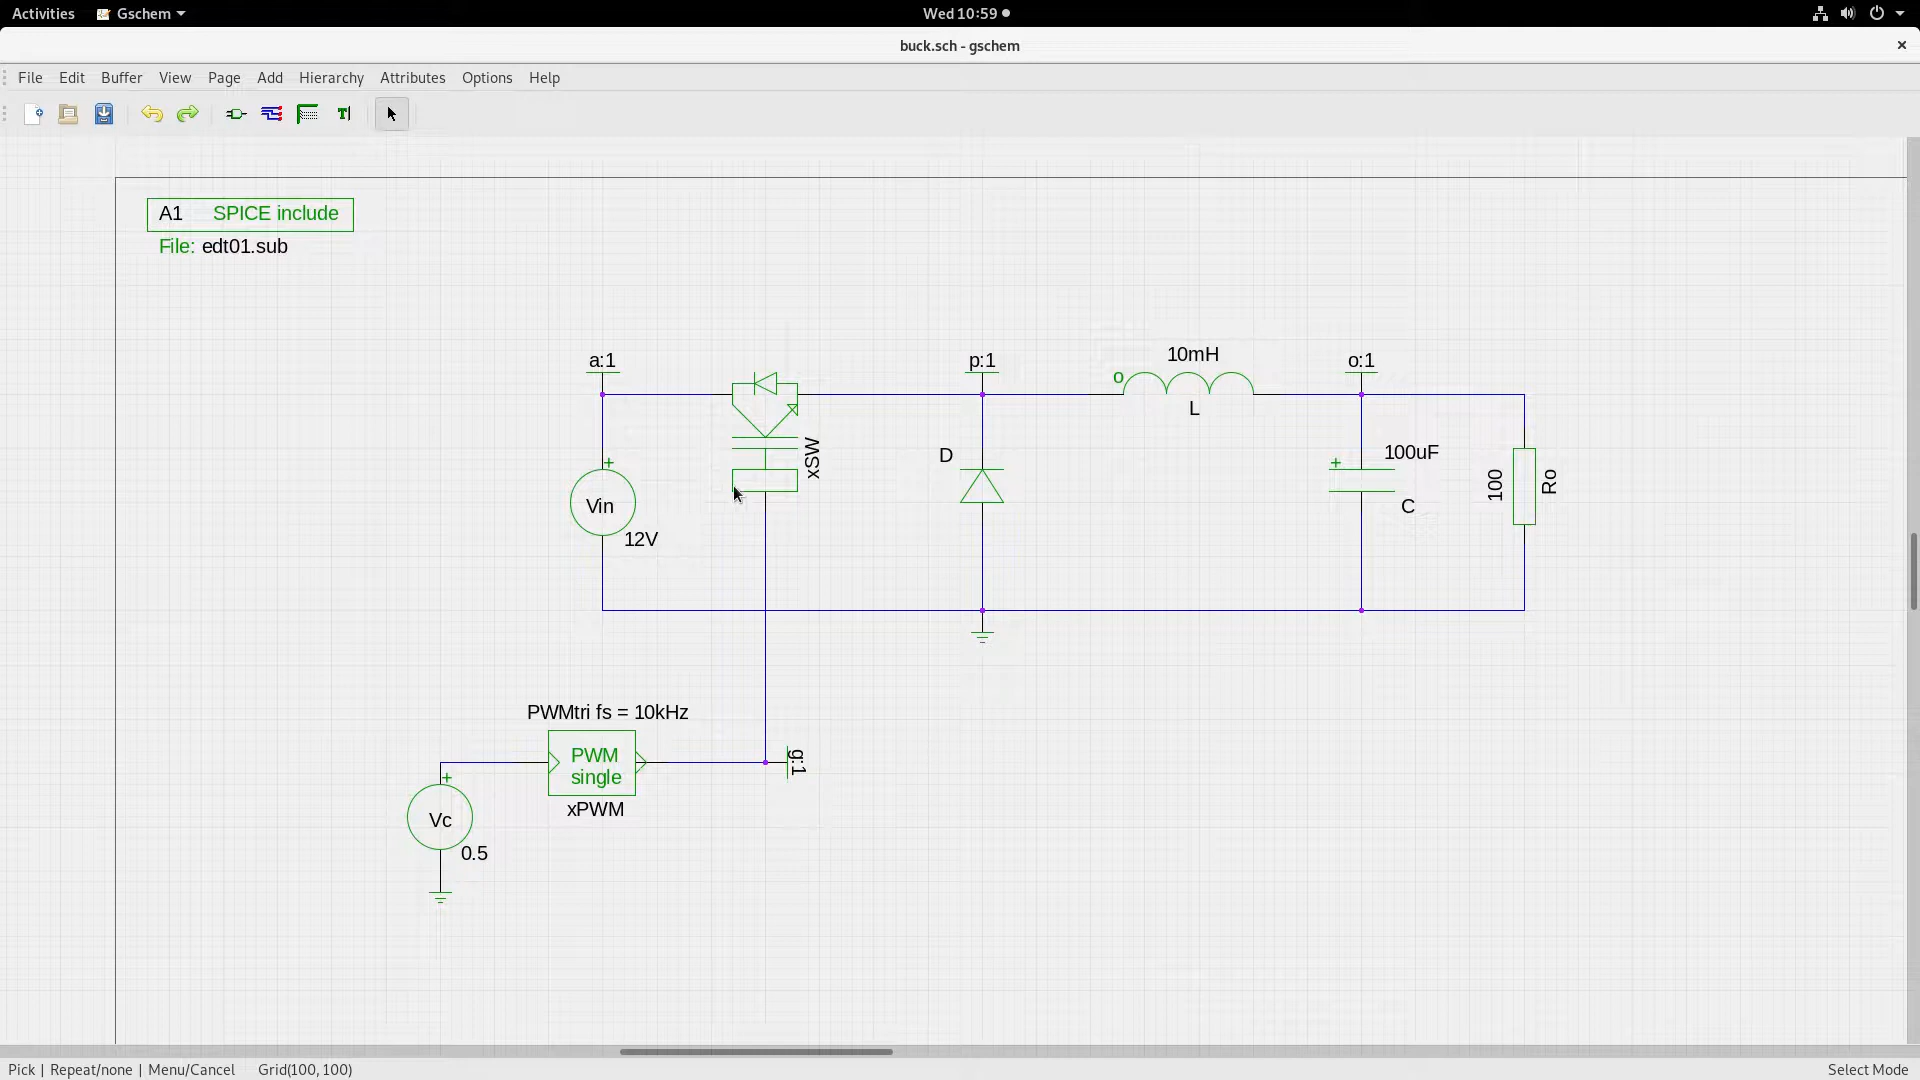 Activities
Gschem
Wed 10:59
buck.sch - gschem
File Edit Buffer View Page Add Hierarchy Attributes Options Help
A1 SPICE include
File: edt01.sub
a:1
p:1
10mH
o:1
o
L
xSW
D
100uF
+
+
Vin
12V
C
100
Ro
PWMtri fs = 10kHz
PWM
single
g:1
+
xPWM
Vc
0.5
Pick | Repeat/none | Menu/Cancel Grid(100, 100)
Select Mode